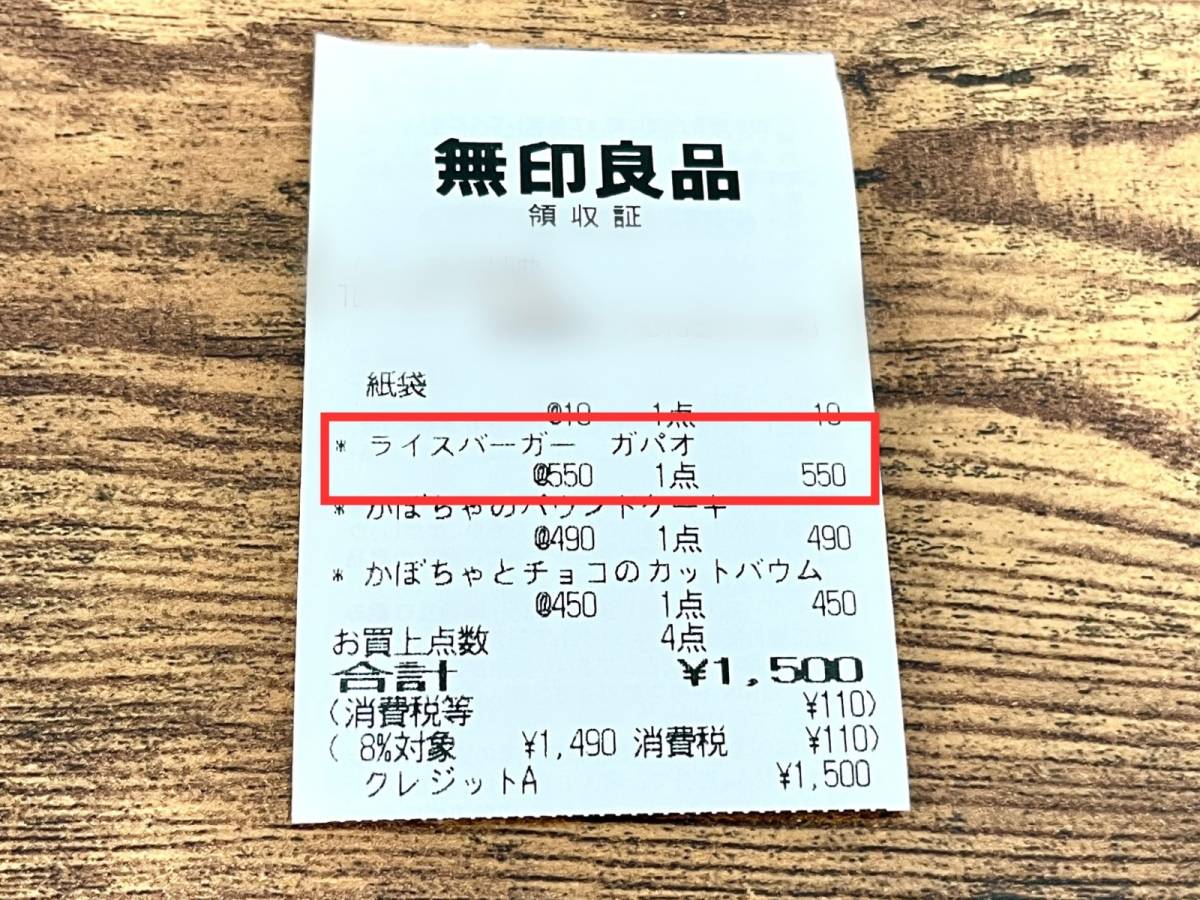 無印良品
領収証
紙袋
@10 1点 10
* ライスバーガー ガパオ
@550 1点 550
* かぼちゃのパウンドケーキ
@490 1点 490
* かぼちゃとチョコのカットバウム
@450 1点 450
お買上点数 4点
合計 ¥1,500
(消費税等 ¥110)
( 8%対象 ¥1,490 消費税 ¥110)
クレジットA ¥1,500